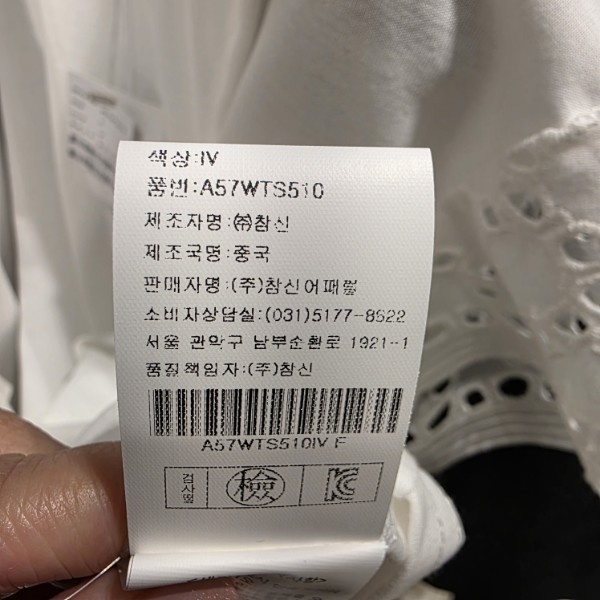 색상:IV
품번:A57WTS510
제조자명:㈜참신
제조국명:중국
판매자명:(주)참신어패럴
소비자상담실:(031)5177-8622
서울 관악구 남부순환로 1921-1
품질책임자:(주)참신
A57WTS510IV F
검사필 檢 KC